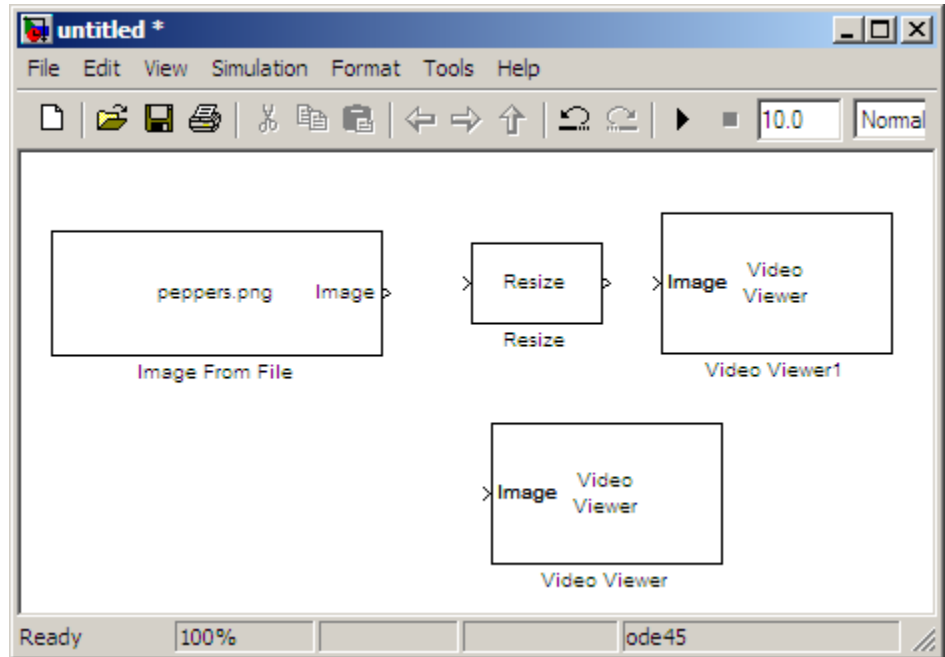 untitled *
File Edit View Simulation Format Tools Help
10.0 Normal
peppers.png Image
Image From File
Resize
Resize
Image Video
Viewer
Video Viewer1
Image Video
Viewer
Video Viewer
Ready 100% ode45